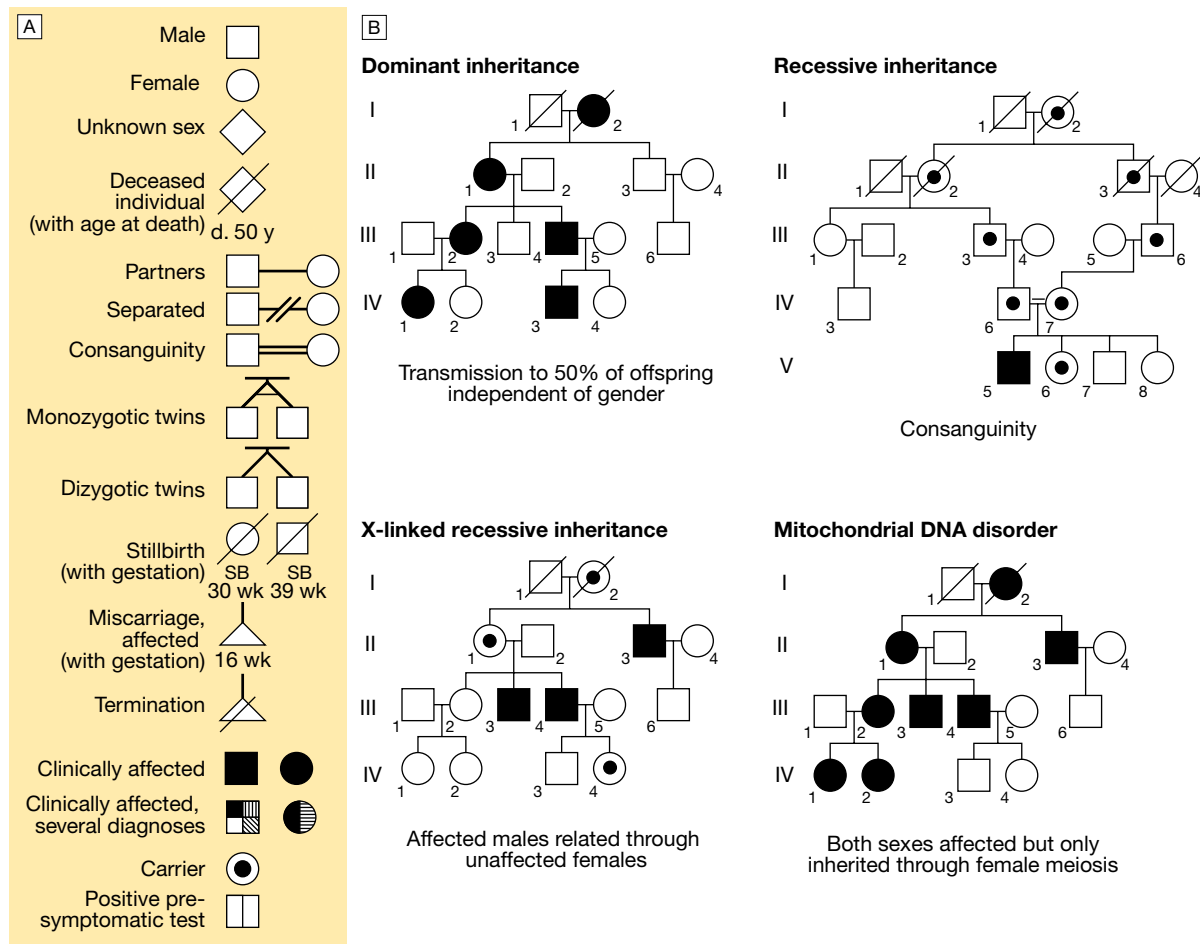 A
Male
Female
Unknown sex
Deceased
individual
(with age at death)
d. 50 y
Partners
Separated
Consanguinity
Monozygotic twins
Dizygotic twins
Stillbirth
(with gestation)
SB
30 wk
SB
39 wk
Miscarriage,
affected
(with gestation)
16 wk
Termination
Clinically affected
Clinically affected,
several diagnoses
Carrier
Positive pre-
symptomatic test
B
Dominant inheritance
I
1 2
II
1 2 3 4
III
1 2 3 4 5 6
IV
1 2 3 4
Transmission to 50% of offspring
independent of gender
Recessive inheritance
I
1 2
II
1 2 3 4
III
1 2 3 4 5 6
IV
3 6 7
V
5 6 7 8
Consanguinity
X-linked recessive inheritance
I
1 2
II
1 2 3 4
III
1 2 3 4 5 6
IV
1 2 3 4
Affected males related through
unaffected females
Mitochondrial DNA disorder
I
1 2
II
1 2 3 4
III
1 2 3 4 5 6
IV
1 2 3 4
Both sexes affected but only
inherited through female meiosis